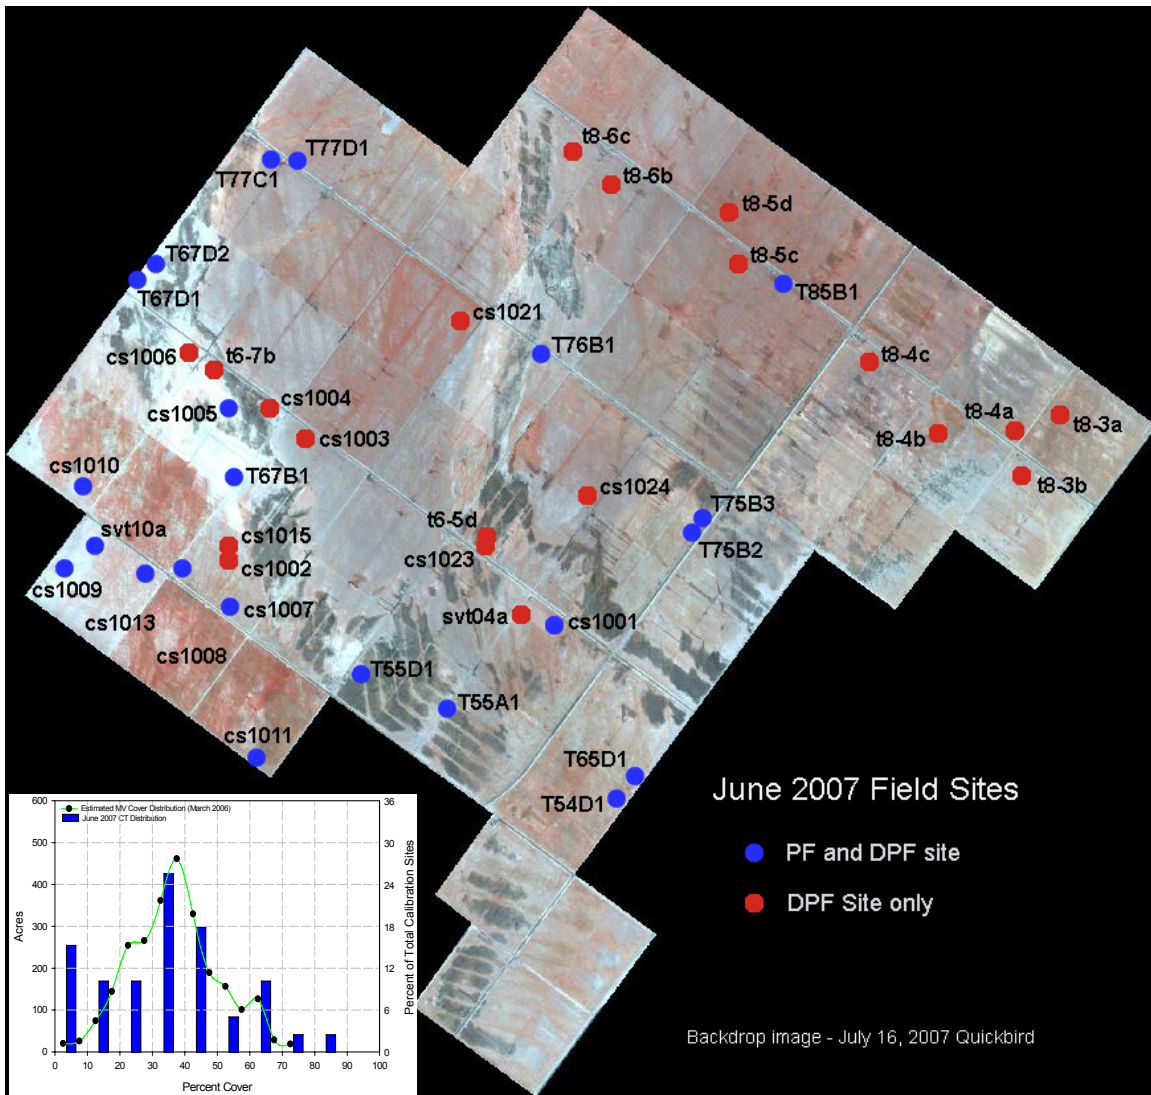 t8-6c
T77D1
T77C1
t8-6b
t8-5d
T67D2
t8-5c
T67D1
T85B1
cs1021
cs1006
t6-7b
T76B1
t8-4c
cs1004
cs1005
t8-4a
t8-3a
cs1003
t8-4b
cs1010
T67B1
t8-3b
cs1024
T75B3
svt10a
t6-5d
cs1015
T75B2
cs1023
cs1002
cs1009
cs1007
svt04a
cs1001
cs1013
cs1008
T55D1
T55A1
cs1011
T65D1
T54D1
June 2007 Field Sites
PF and DPF site
DPF Site only
Backdrop image - July 16, 2007 Quickbird
Estimated MV Cover Distribution (March 2006)
June 2007 CT Distribution
600
500
400
300
200
100
0
Acres
36
30
24
18
12
6
0
Percent of Total Calibration Sites
0 10 20 30 40 50 60 70 80 90 100
Percent Cover